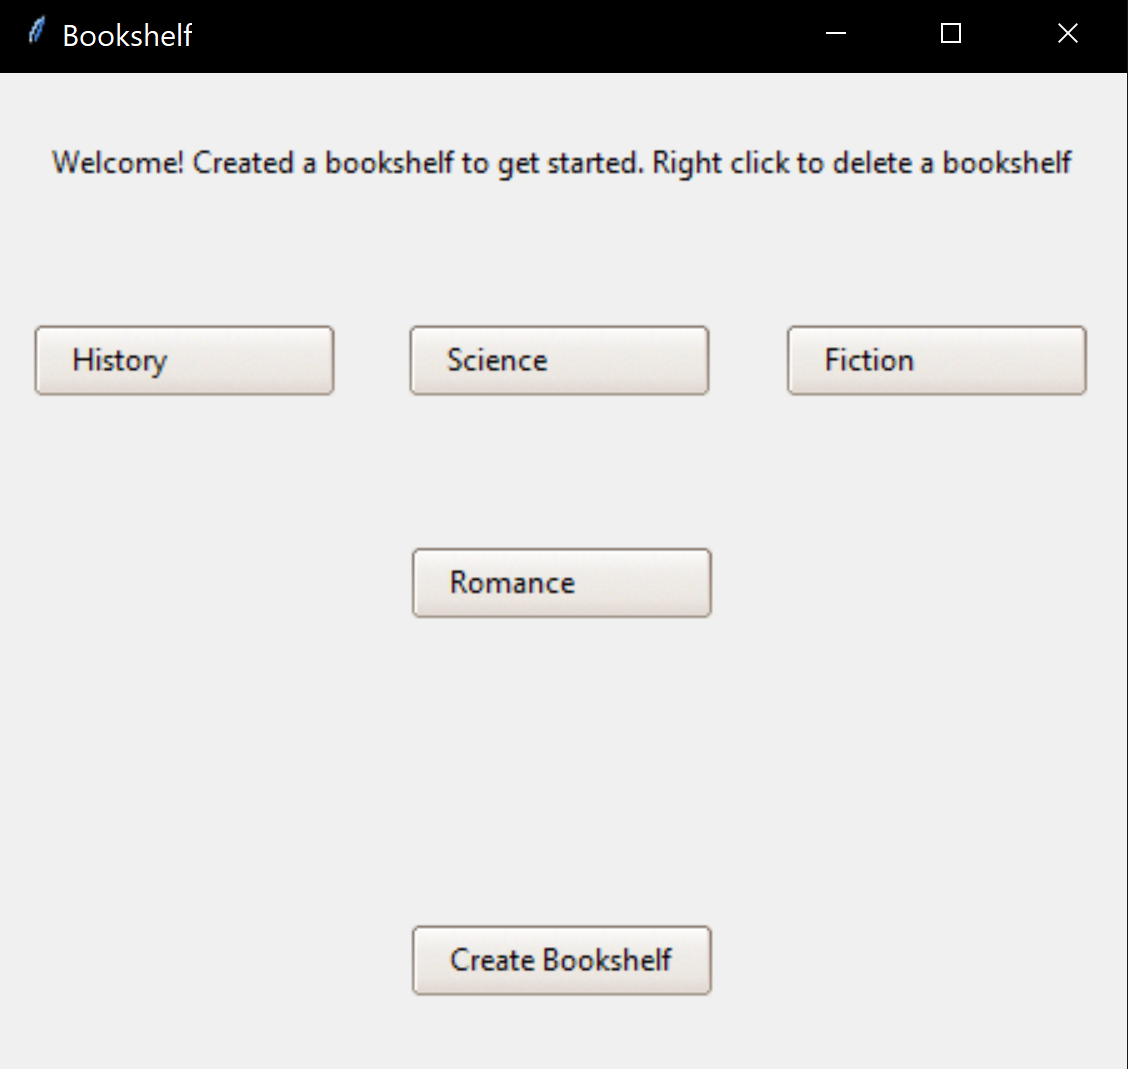 Bookshelf
Welcome! Created a bookshelf to get started. Right click to delete a bookshelf
History
Science
Fiction
Romance
Create Bookshelf